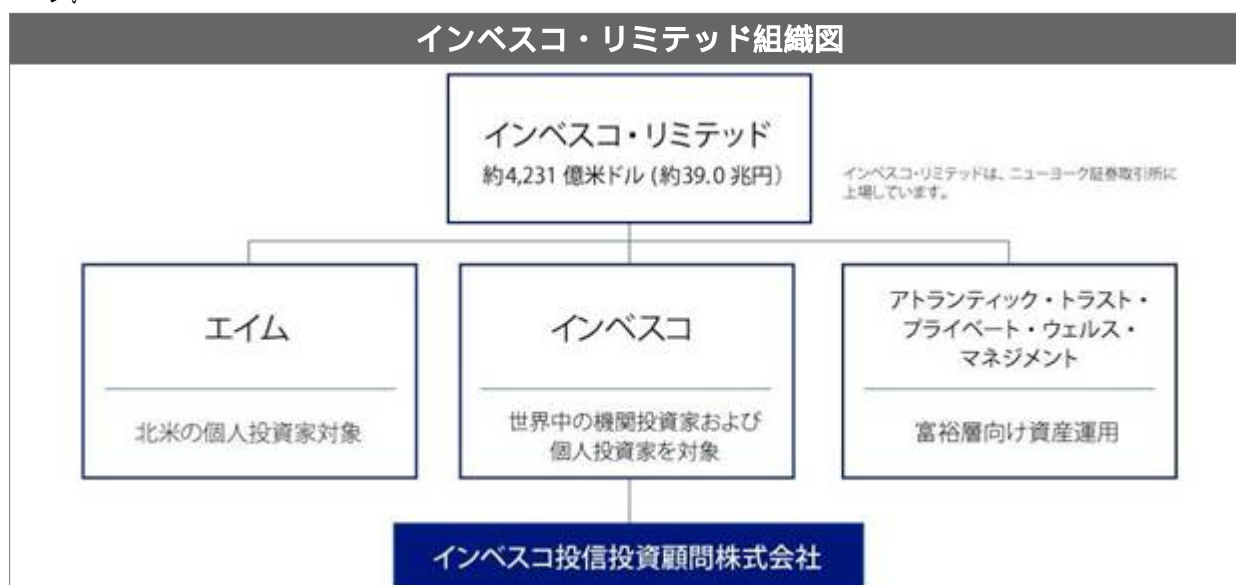 インベスコ・リミテッド組織図
インベスコ・リミテッド
約4,231 億米ドル (約39.0 兆円)
インベスコ・リミテッドは、ニューヨーク証券取引所に
上場しています。
エイム
北米の個人投資家対象
インベスコ
世界中の機関投資家および
個人投資家を対象
アトランティック・トラスト・
プライベート・ウェルス・
マネジメント
富裕層向け資産運用
インベスコ投信投資顧問株式会社